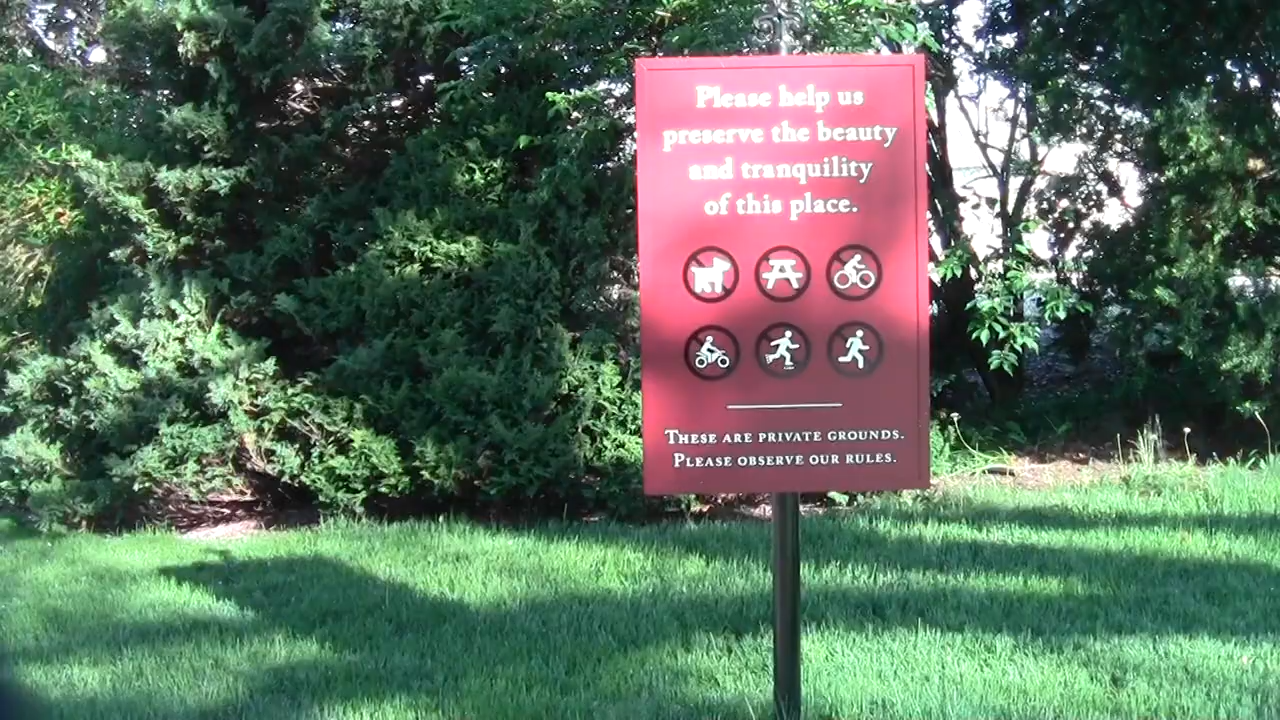 Please help us
preserve the beauty
and tranquility
of this place.
THESE ARE PRIVATE GROUNDS.
PLEASE OBSERVE OUR RULES.